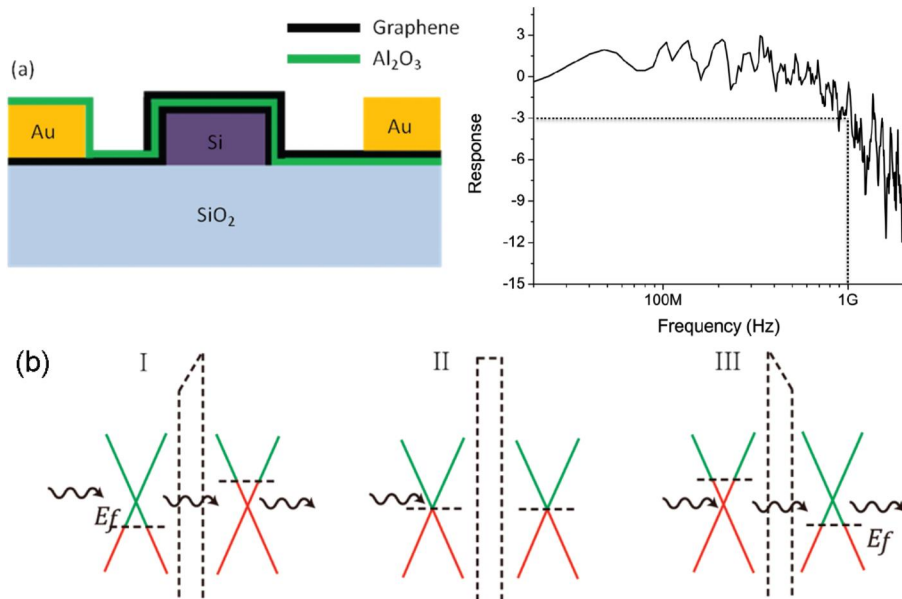 Graphene
Al₂O₃
(a)
Au
Si
Au
SiO₂
3
0
-3
-6
-9
-12
-15
Response
100M
1G
Frequency (Hz)
(b)
I
II
III
Ef
Ef